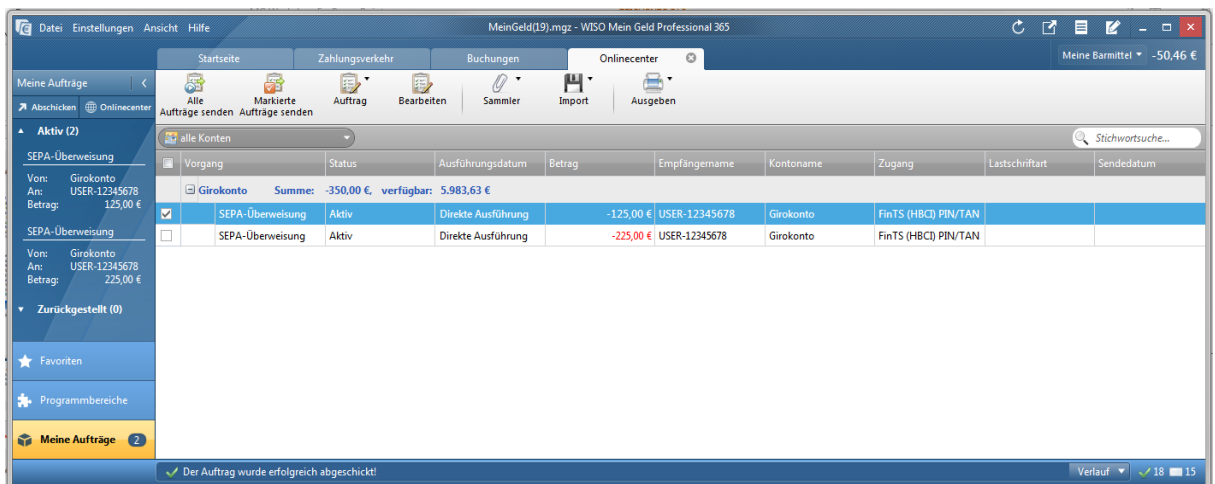 Datei Einstellungen Ansicht Hilfe MeinGeld(19).mgz - WISO Mein Geld Professional 365
Startseite Zahlungsverkehr Buchungen Onlinecenter Meine Barmittel -50,46 €
Meine Aufträge
Abschicken Onlinecenter
Alle Aufträge senden
Markierte Aufträge senden
Auftrag Bearbeiten Sammler Import Ausgeben
alle Konten Stichwortsuche...
Aktiv (2)
SEPA-Überweisung
Von: Girokonto
An: USER-12345678
Betrag: 125,00 €
SEPA-Überweisung
Von: Girokonto
An: USER-12345678
Betrag: 225,00 €
Zurückgestellt (0)
Favoriten
Programmbereiche
Meine Aufträge 2
Vorgang Status Ausführungsdatum Betrag Empfängername Kontoname Zugang Lastschriftart Sendedatum
Girokonto Summe: -350,00 €, verfügbar: 5.983,63 €
SEPA-Überweisung Aktiv Direkte Ausführung -125,00 € USER-12345678 Girokonto FinTS (HBCI) PIN/TAN
SEPA-Überweisung Aktiv Direkte Ausführung -225,00 € USER-12345678 Girokonto FinTS (HBCI) PIN/TAN
Der Auftrag wurde erfolgreich abgeschickt! Verlauf 18 15